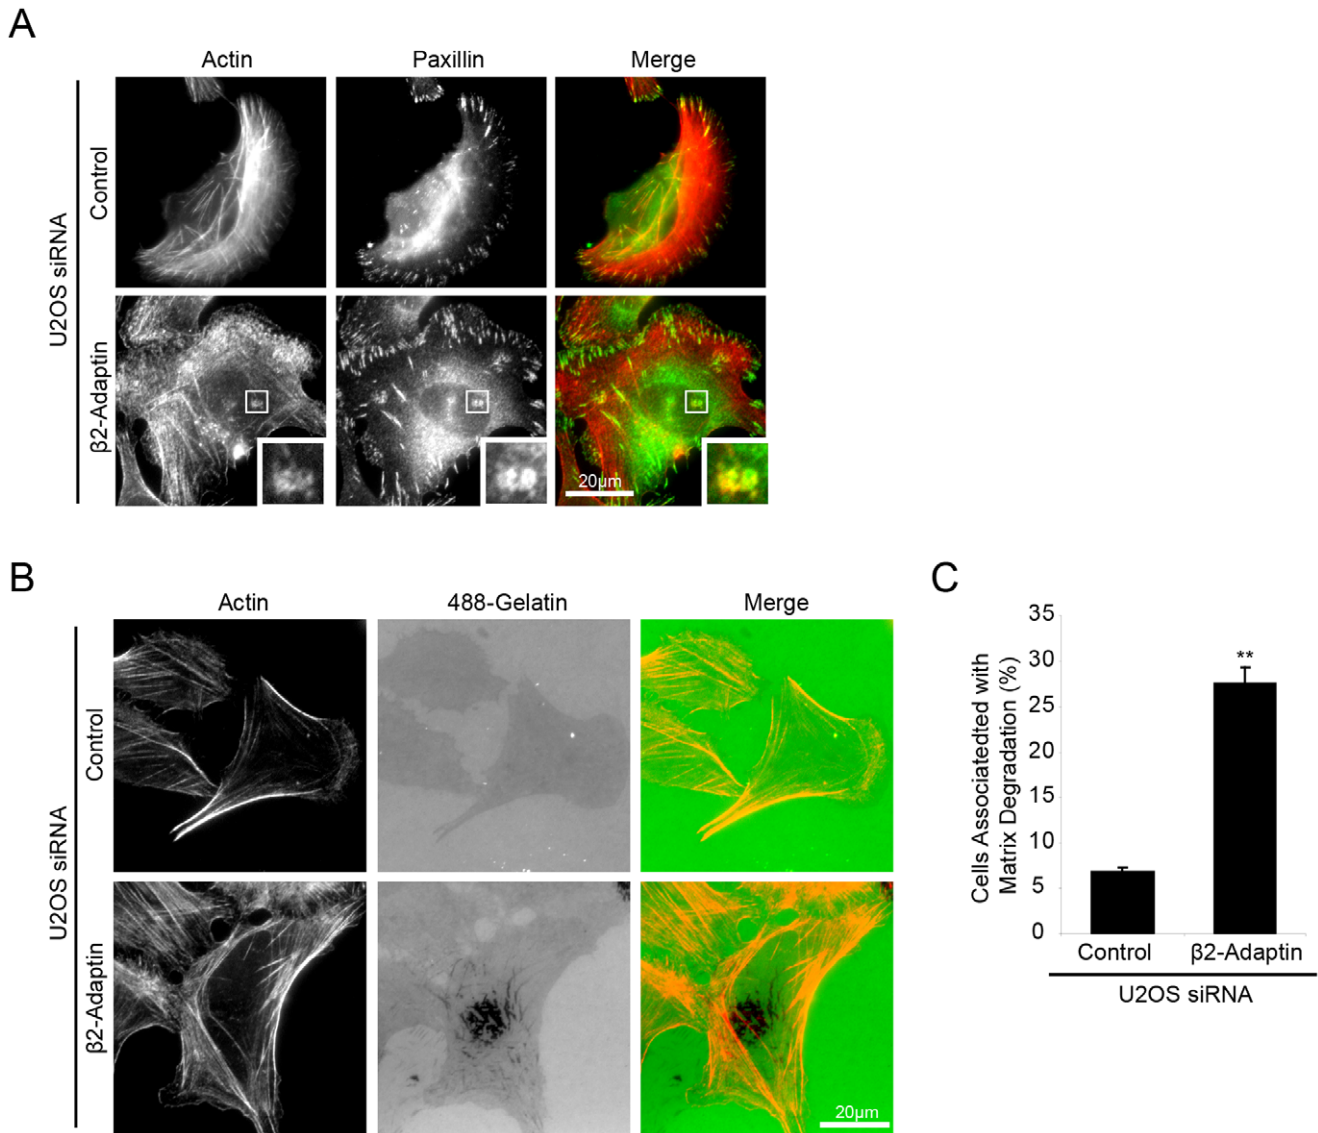 A
Actin Paxillin Merge
U2OS siRNA
Control
β2-Adaptin
20μm
B
Actin 488-Gelatin Merge
U2OS siRNA
Control
β2-Adaptin
20μm
C
Cells Associatedted with
Matrix Degradation (%)
35
30
25
20
15
10
5
0
**
Control β2-Adaptin
U2OS siRNA